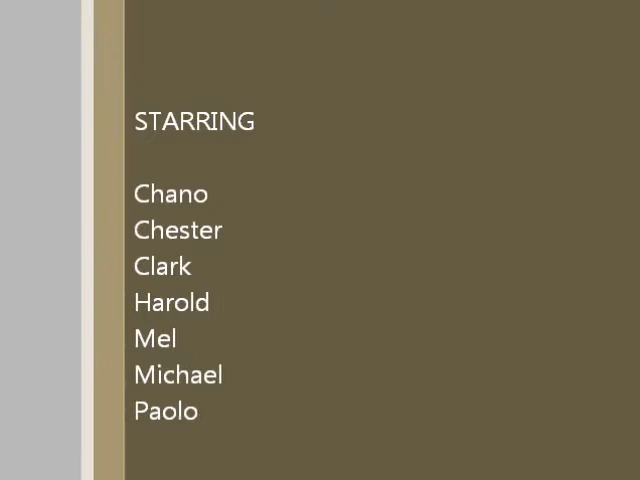 STARRING
Chano
Chester
Clark
Harold
Mel
Michael
Paolo